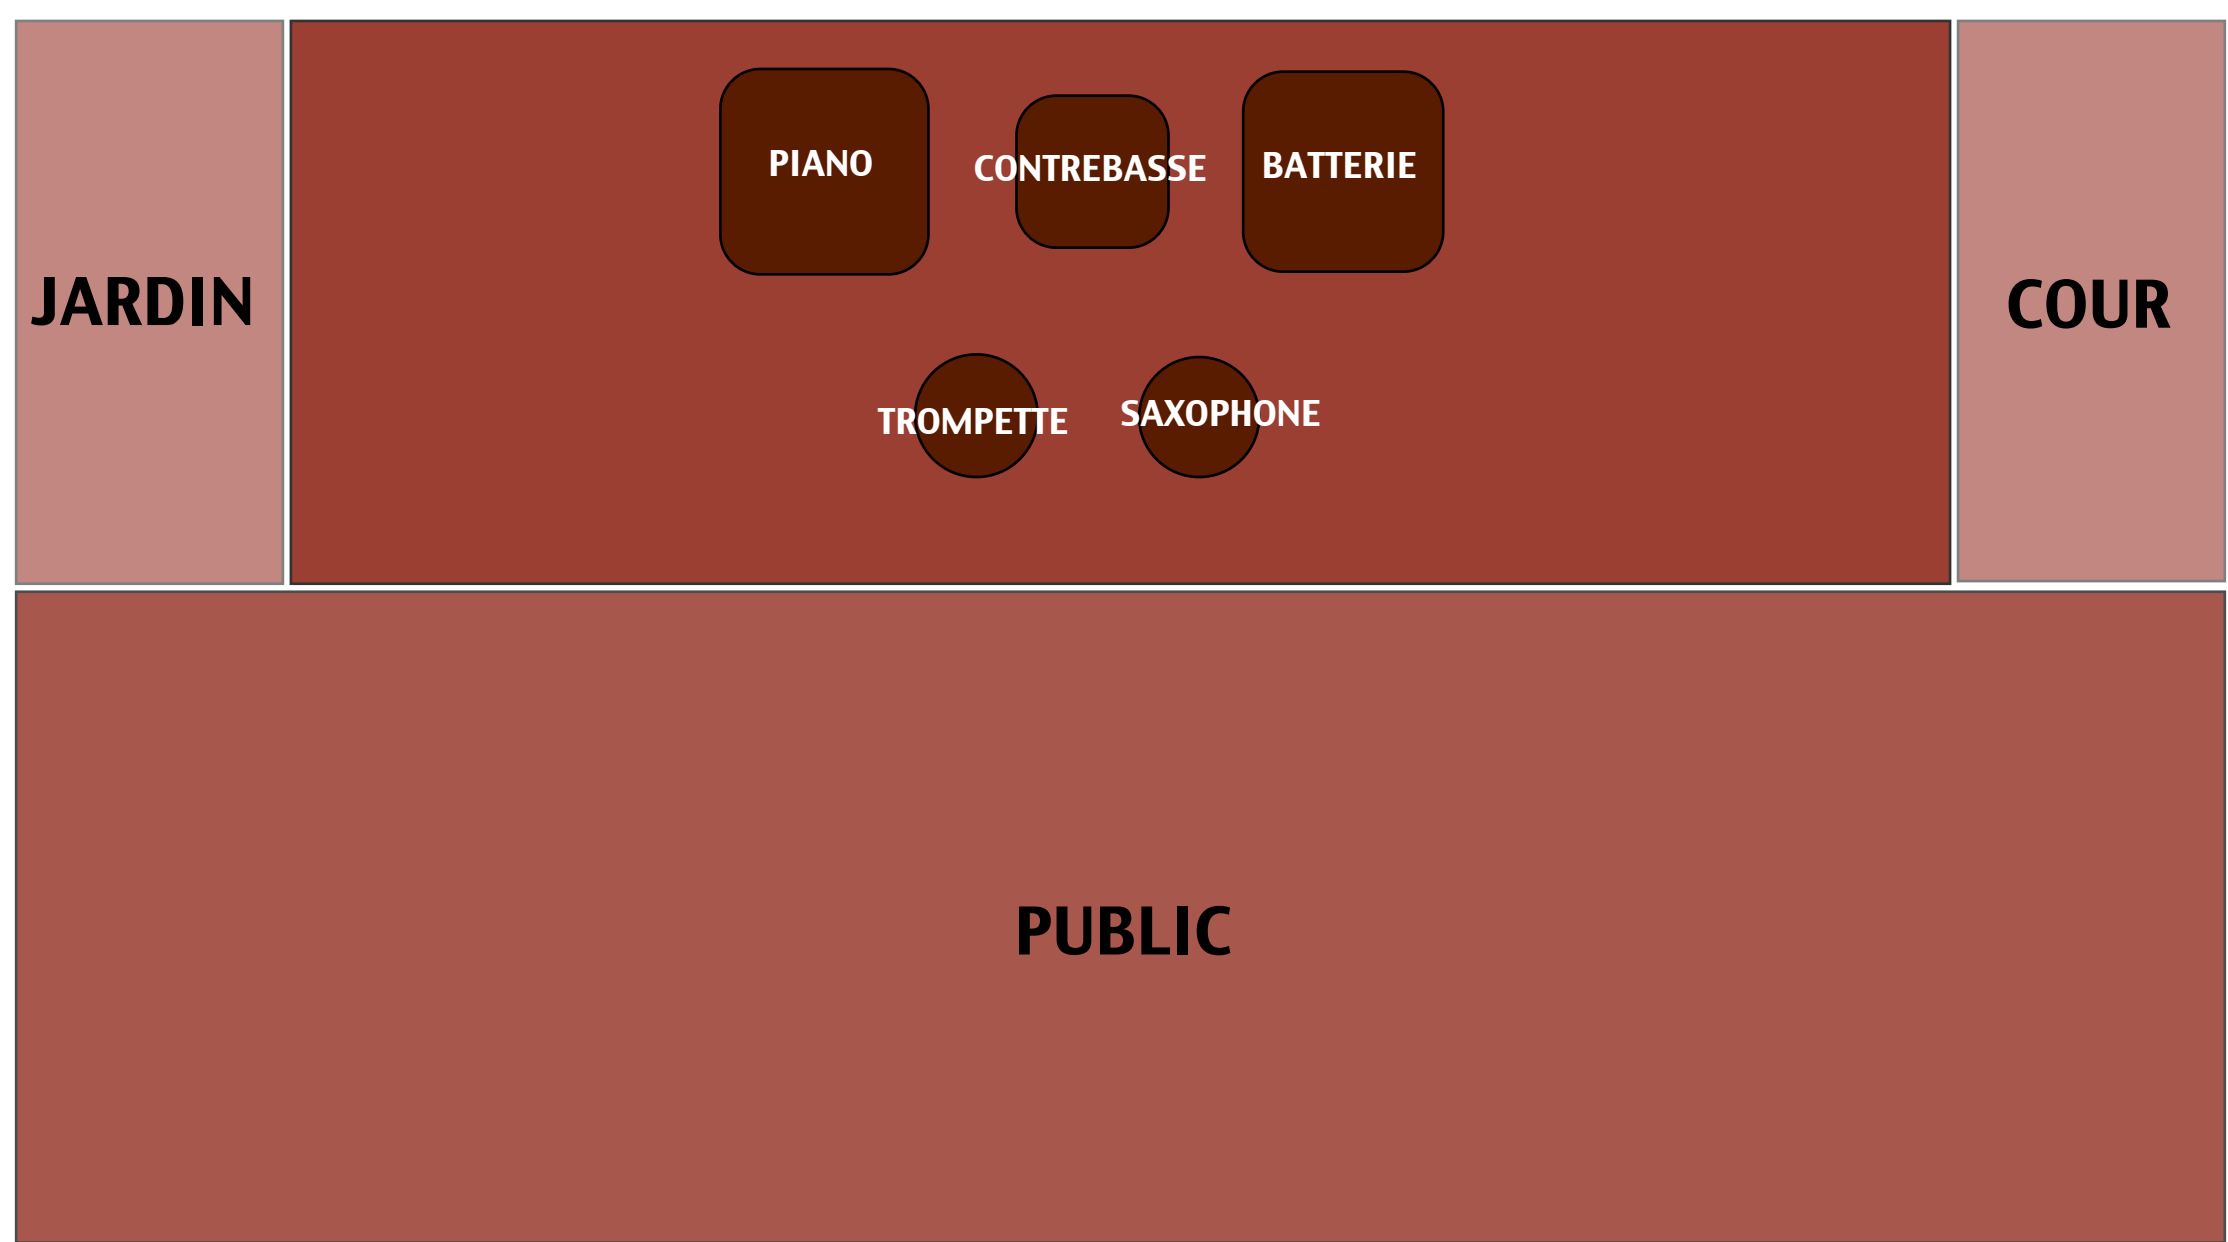 PIANO
CONTREBASSE
BATTERIE
JARDIN
COUR
TROMPETTE
SAXOPHONE
PUBLIC